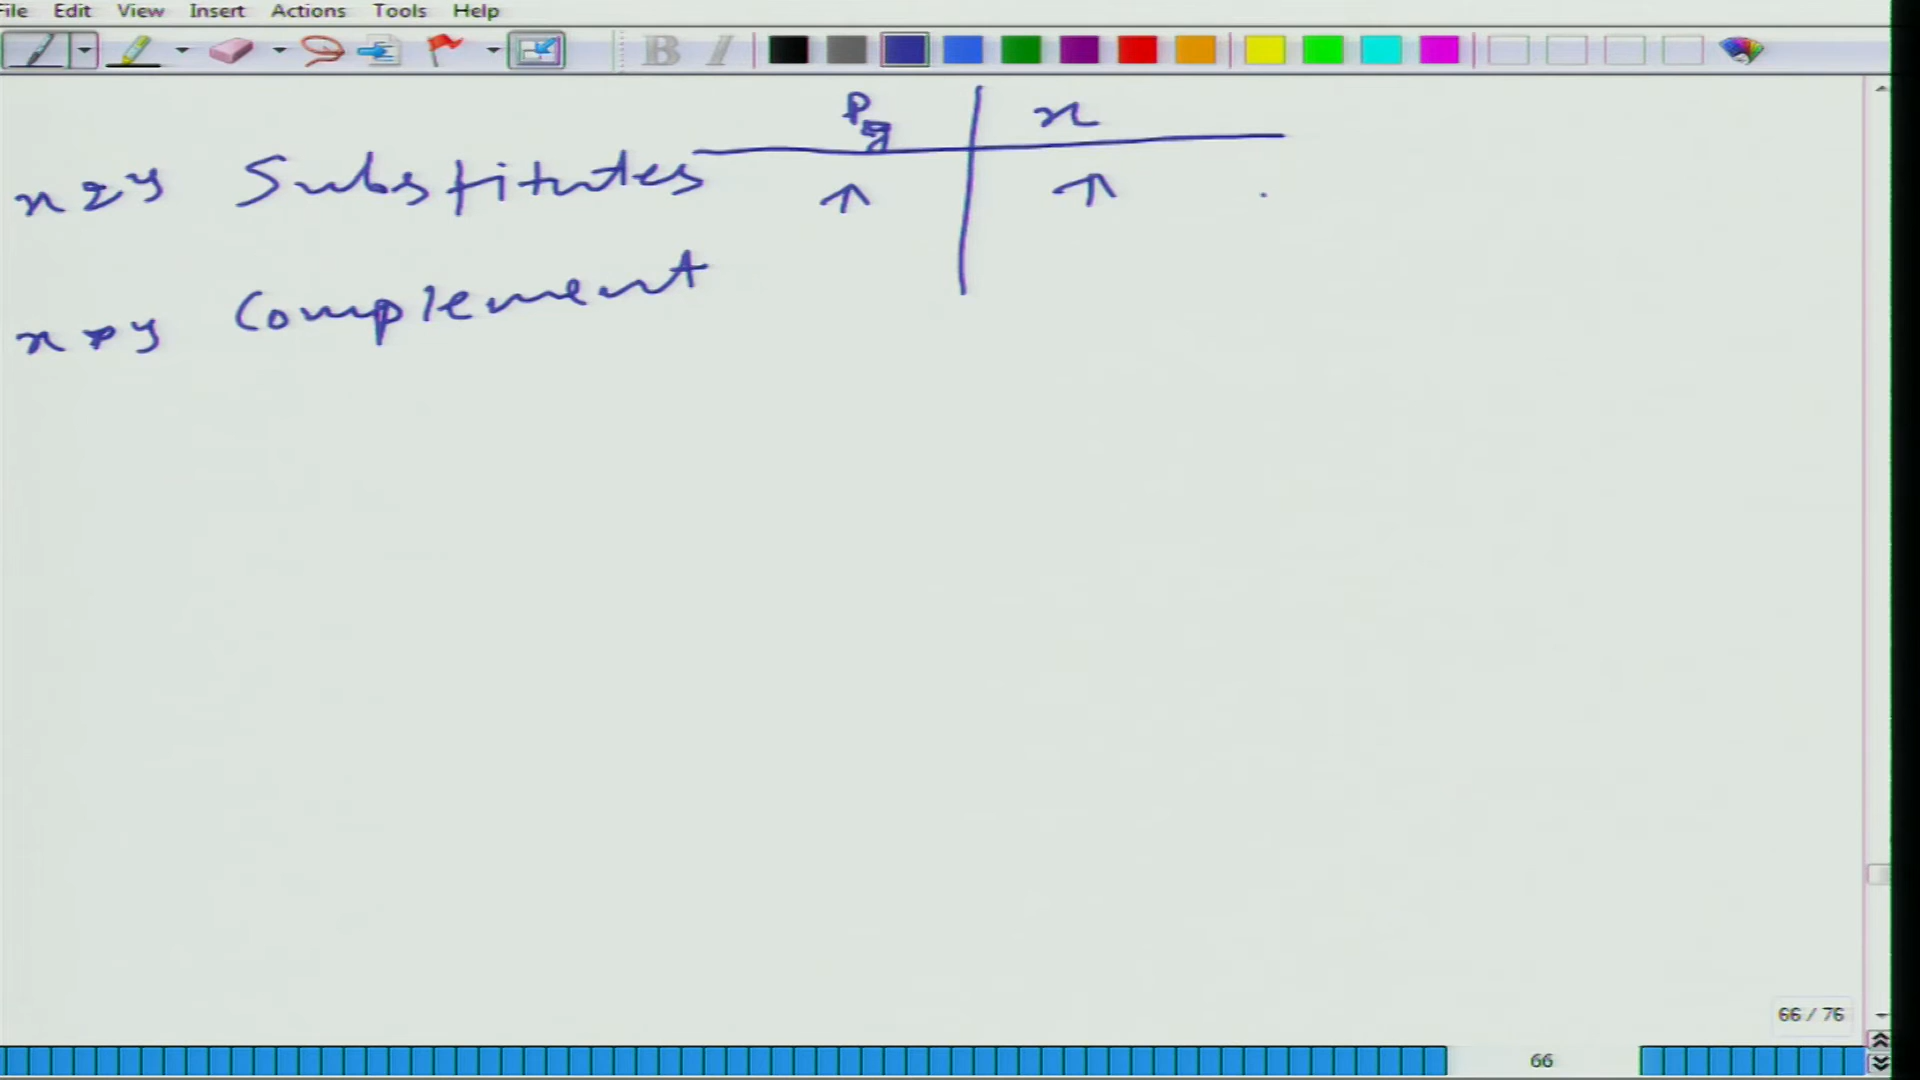 File Edit View Insert Actions Tools Help
B I
Py x
x & y Substitutes ↑ ↑
x & y Complement
66 / 76
66